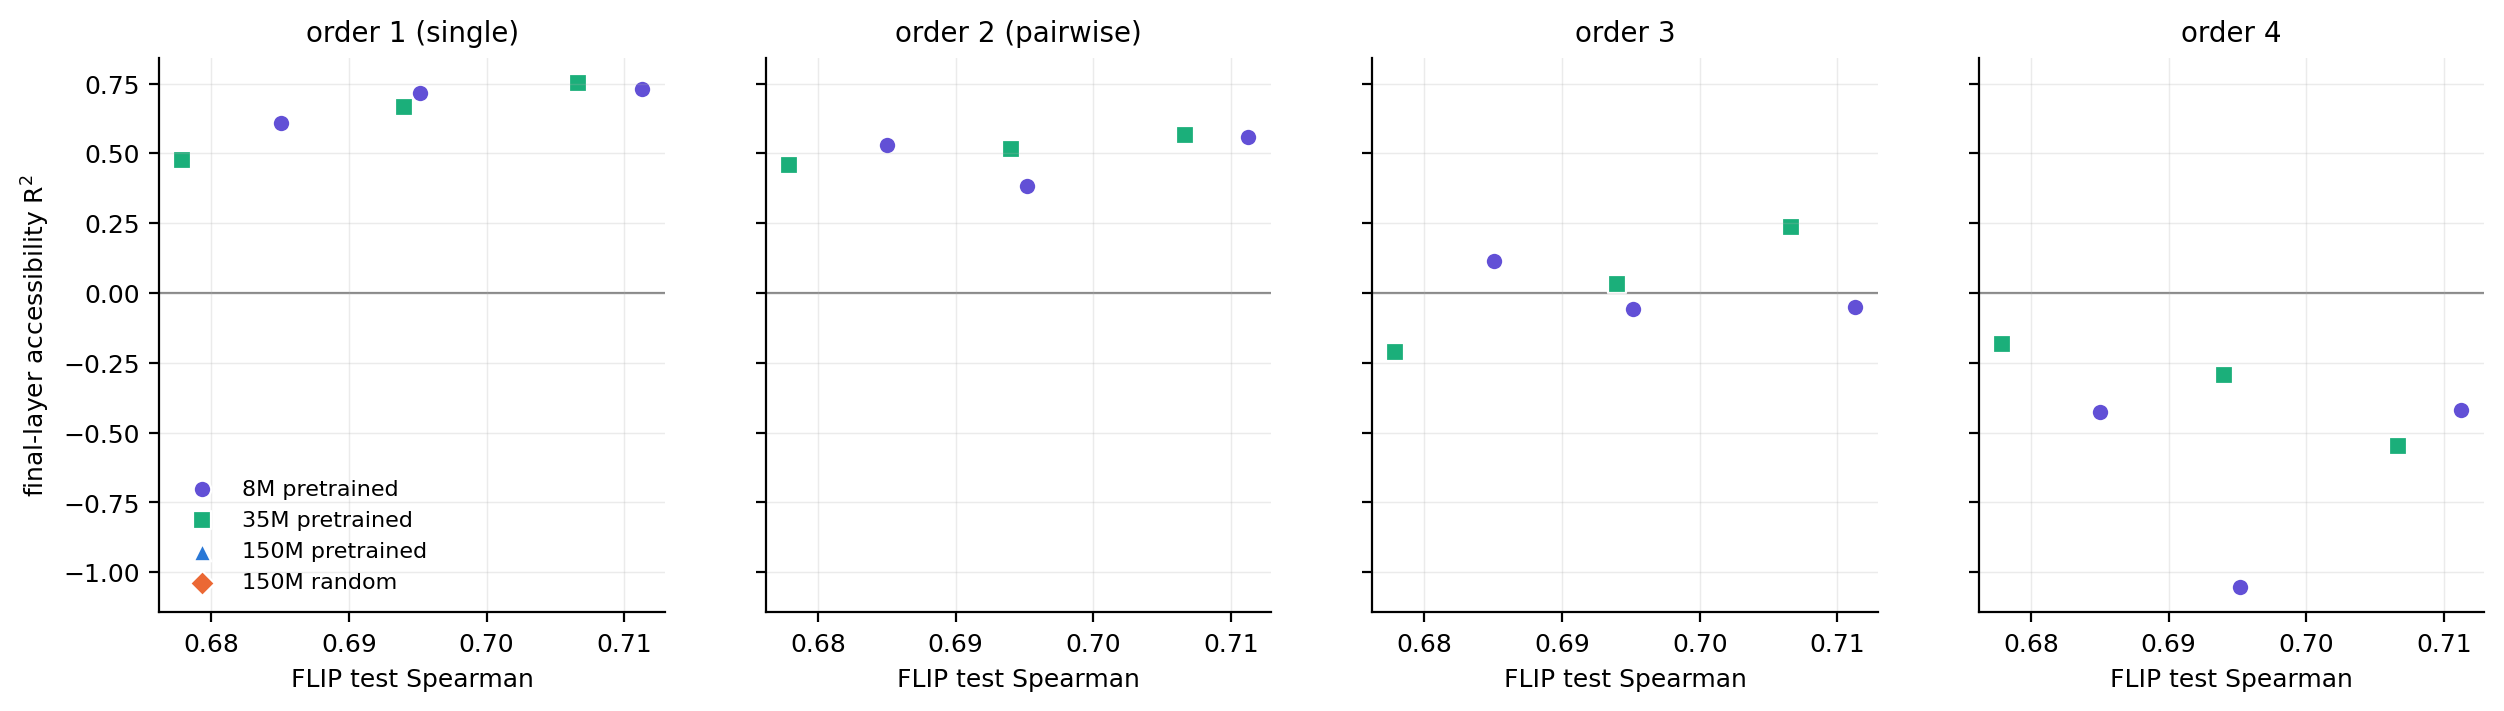 order 1 (single)
order 2 (pairwise)
order 3
order 4
final-layer accessibility R²
0.75
0.50
0.25
0.00
−0.25
−0.50
−0.75
−1.00
8M pretrained
35M pretrained
150M pretrained
150M random
0.68 0.69 0.70 0.71
0.68 0.69 0.70 0.71
0.68 0.69 0.70 0.71
0.68 0.69 0.70 0.71
FLIP test Spearman
FLIP test Spearman
FLIP test Spearman
FLIP test Spearman